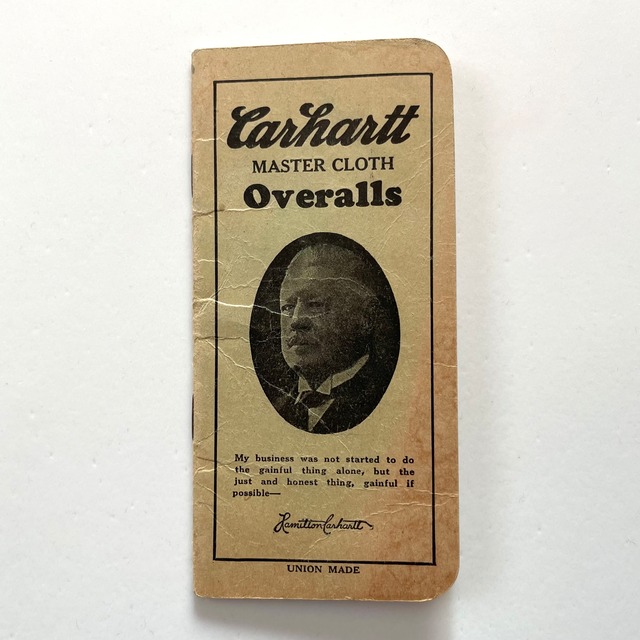 Carhartt
MASTER CLOTH
Overalls
My business was not started to do
the gainful thing alone, but the
just and honest thing, gainful if
possible—
Hamilton Carhartt
UNION MADE